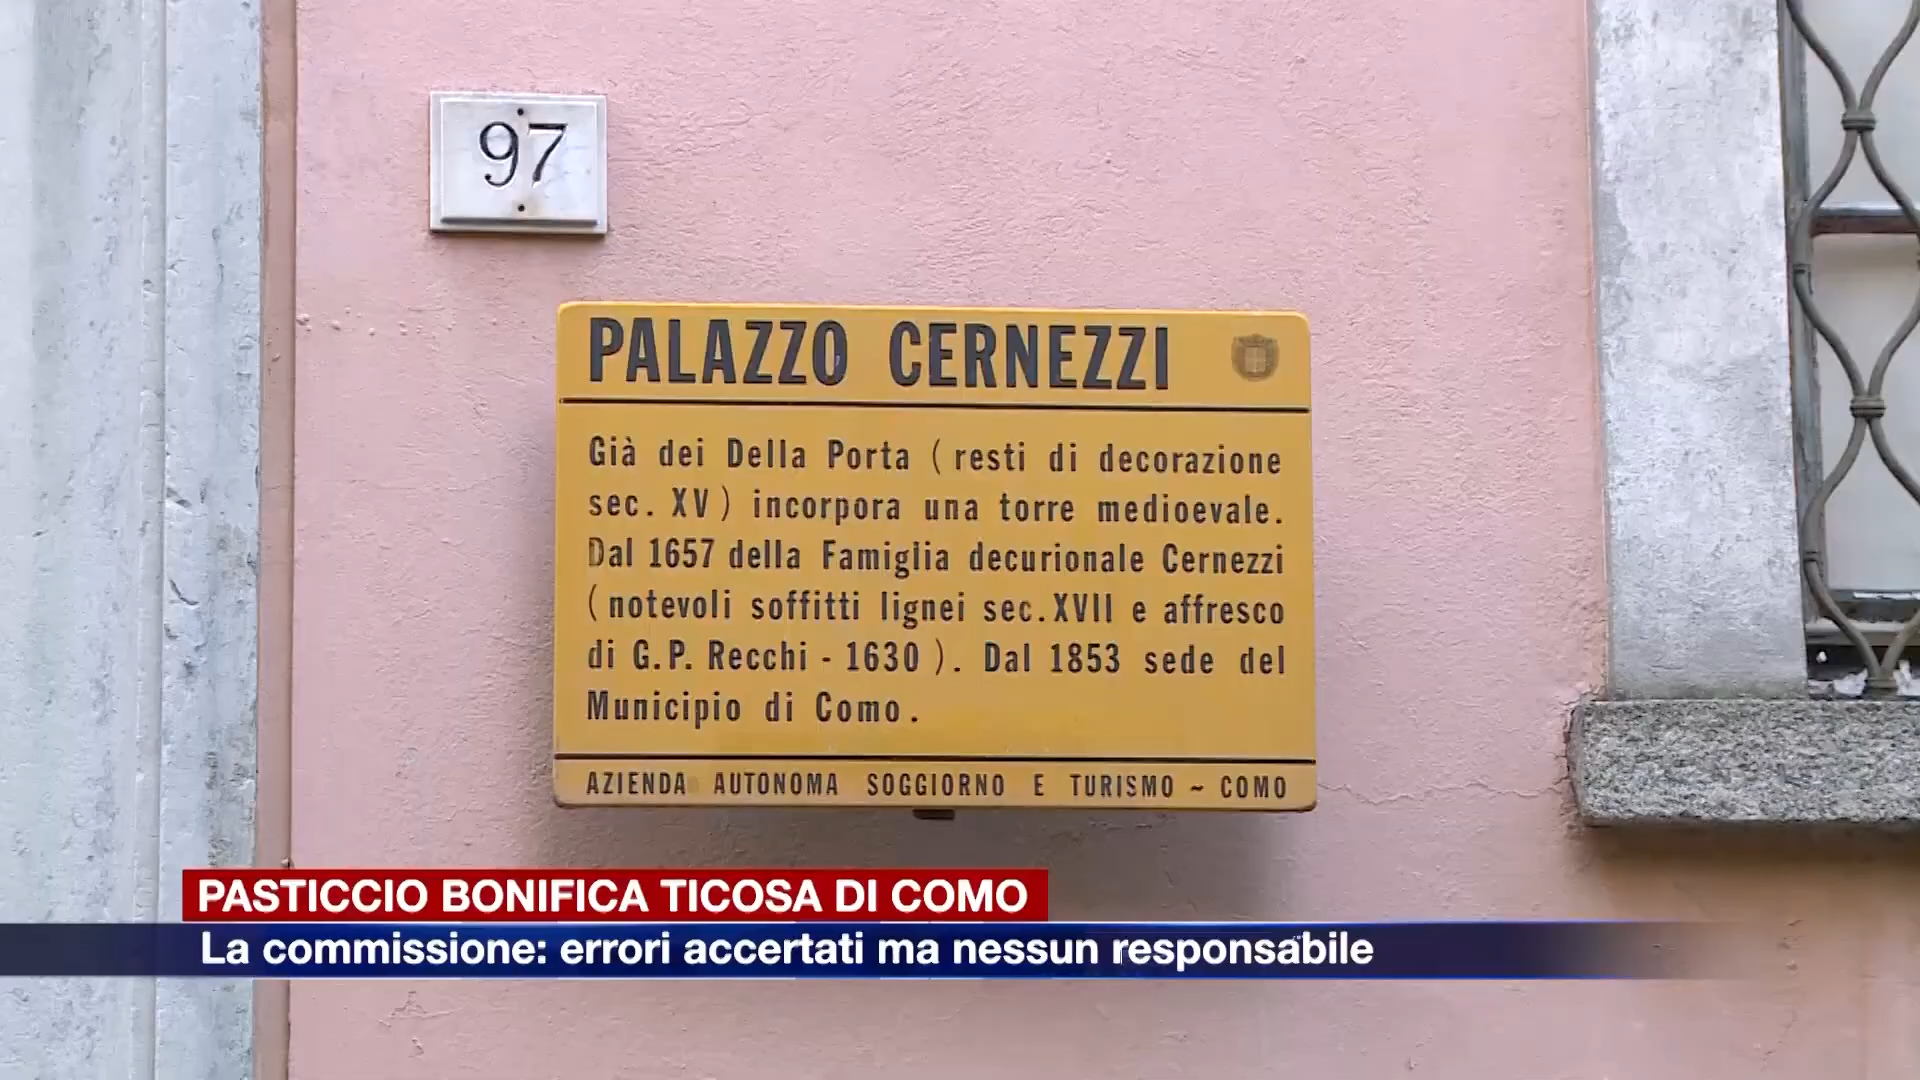 97
PALAZZO CERNEZZI
Già dei Della Porta (resti di decorazione
sec. XV) incorpora una torre medioevale.
Dal 1657 della Famiglia decurionale Cernezzi
(notevoli soffitti lignei sec. XVII e affresco
di G.P. Recchi - 1630). Dal 1853 sede del
Municipio di Como.
AZIENDA AUTONOMA SOGGIORNO E TURISMO ~ COMO
PASTICCIO BONIFICA TICOSA DI COMO
La commissione: errori accertati ma nessun responsabile